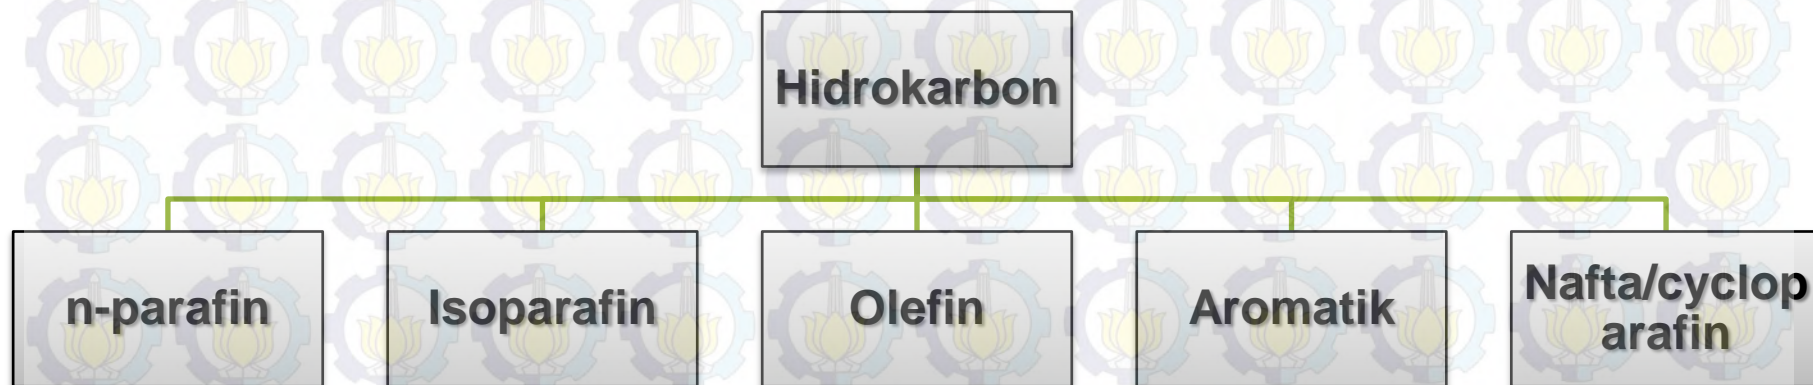 Hidrokarbon
n-parafin
Isoparafin
Olefin
Aromatik
Nafta/cyclop
arafin